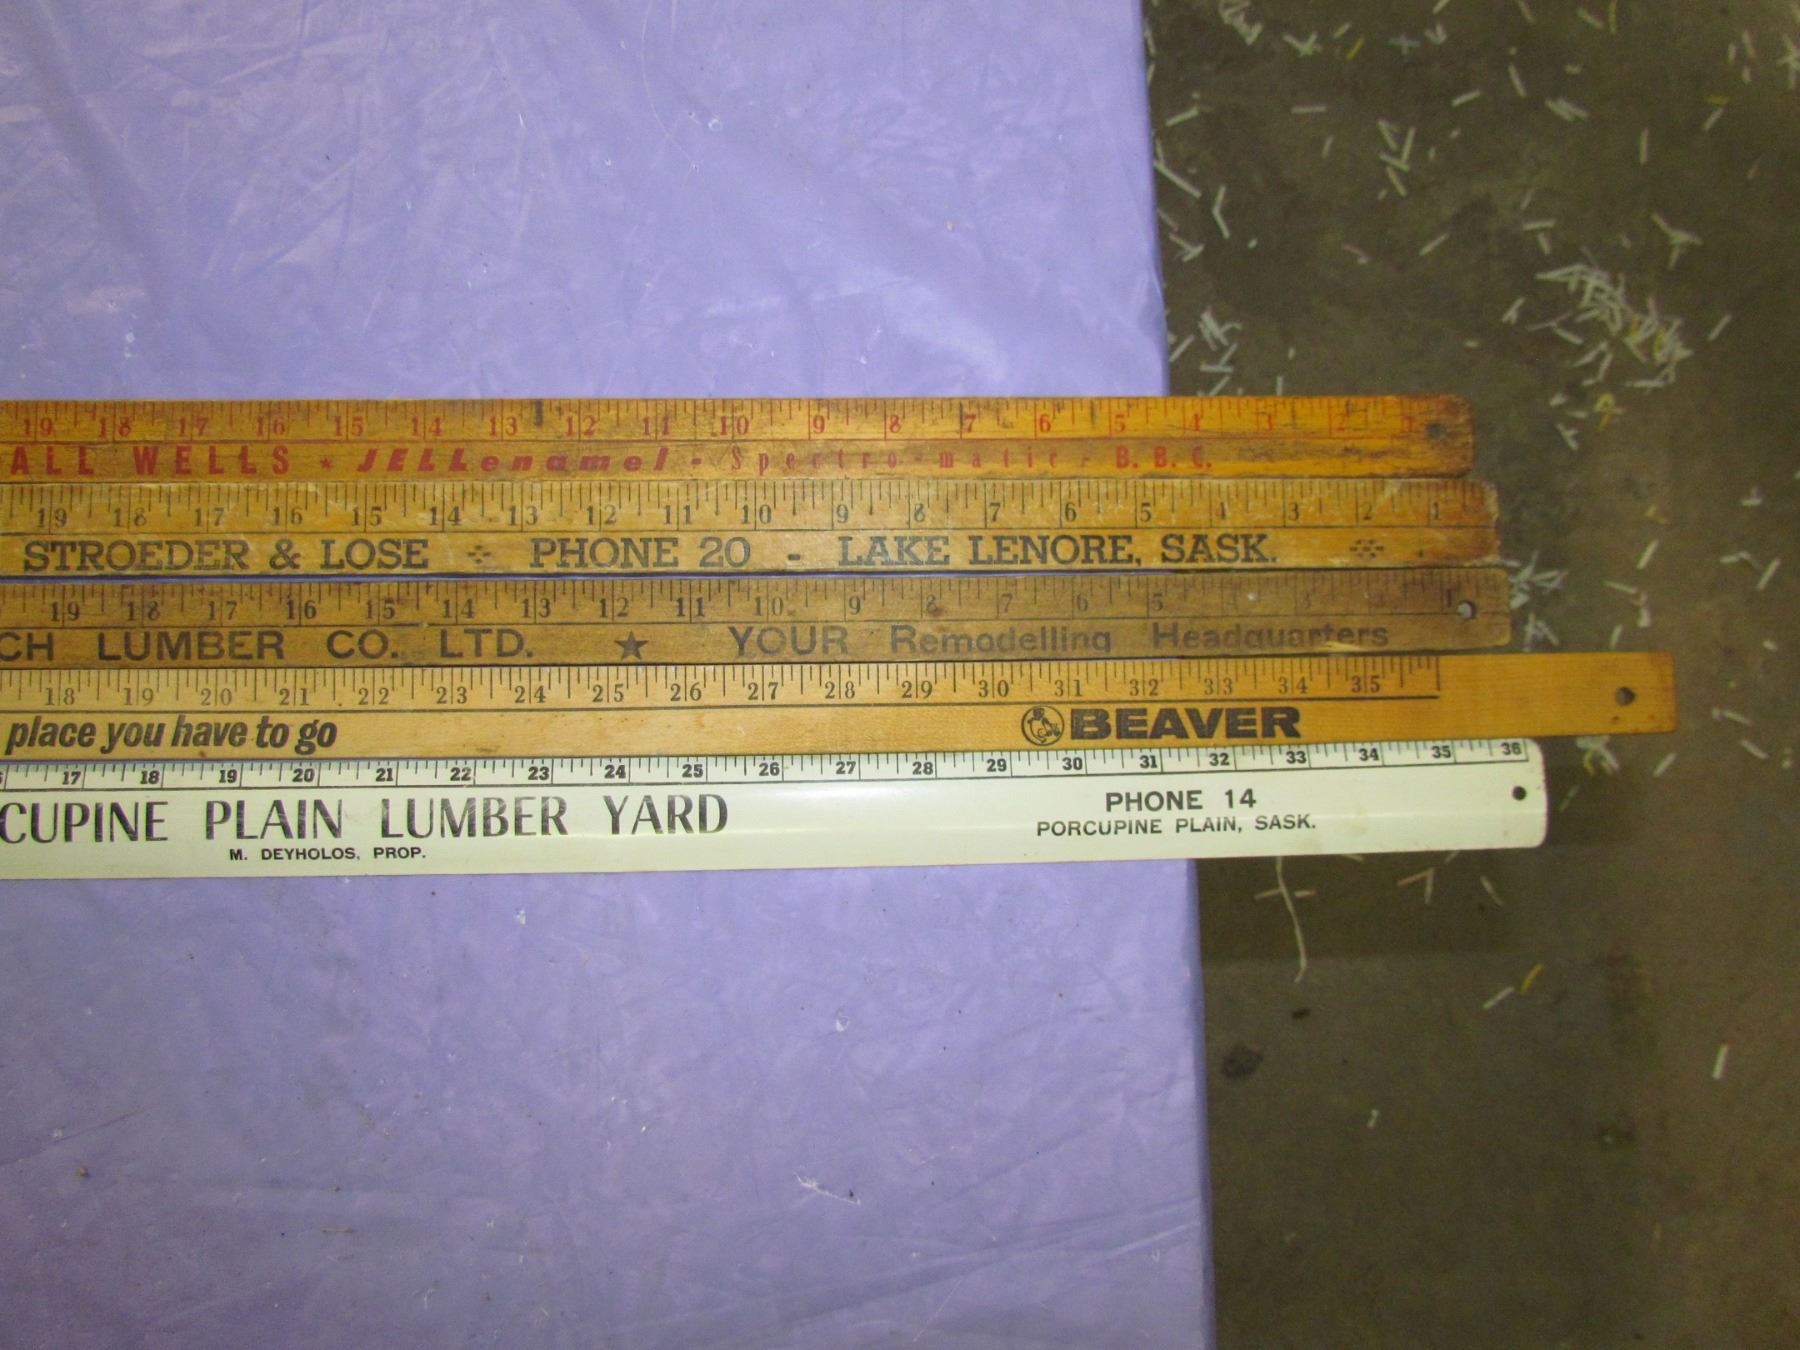 19 18 17 16 15 14 13 12 11 10 9 8 7 6 5 4 3 2 1
ALL WELLS ★ JELLenamel - Spectro-matic - B. B. C.
19 18 17 16 15 14 13 12 11 10 9 8 7 6 5 4 3 2 1
STROEDER & LOSE PHONE 20 - LAKE LENORE, SASK.
19 18 17 16 15 14 13 12 11 10 9 8 7 6 5 4 3 2 1
CH LUMBER CO. LTD. ★ YOUR Remodelling Headquarters
18 19 20 21 22 23 24 25 26 27 28 29 30 31 32 33 34 35
place you have to go BEAVER
17 18 19 20 21 22 23 24 25 26 27 28 29 30 31 32 33 34 35 36
CUPINE PLAIN LUMBER YARD PHONE 14
M. DEYHOLOS, PROP. PORCUPINE PLAIN, SASK.